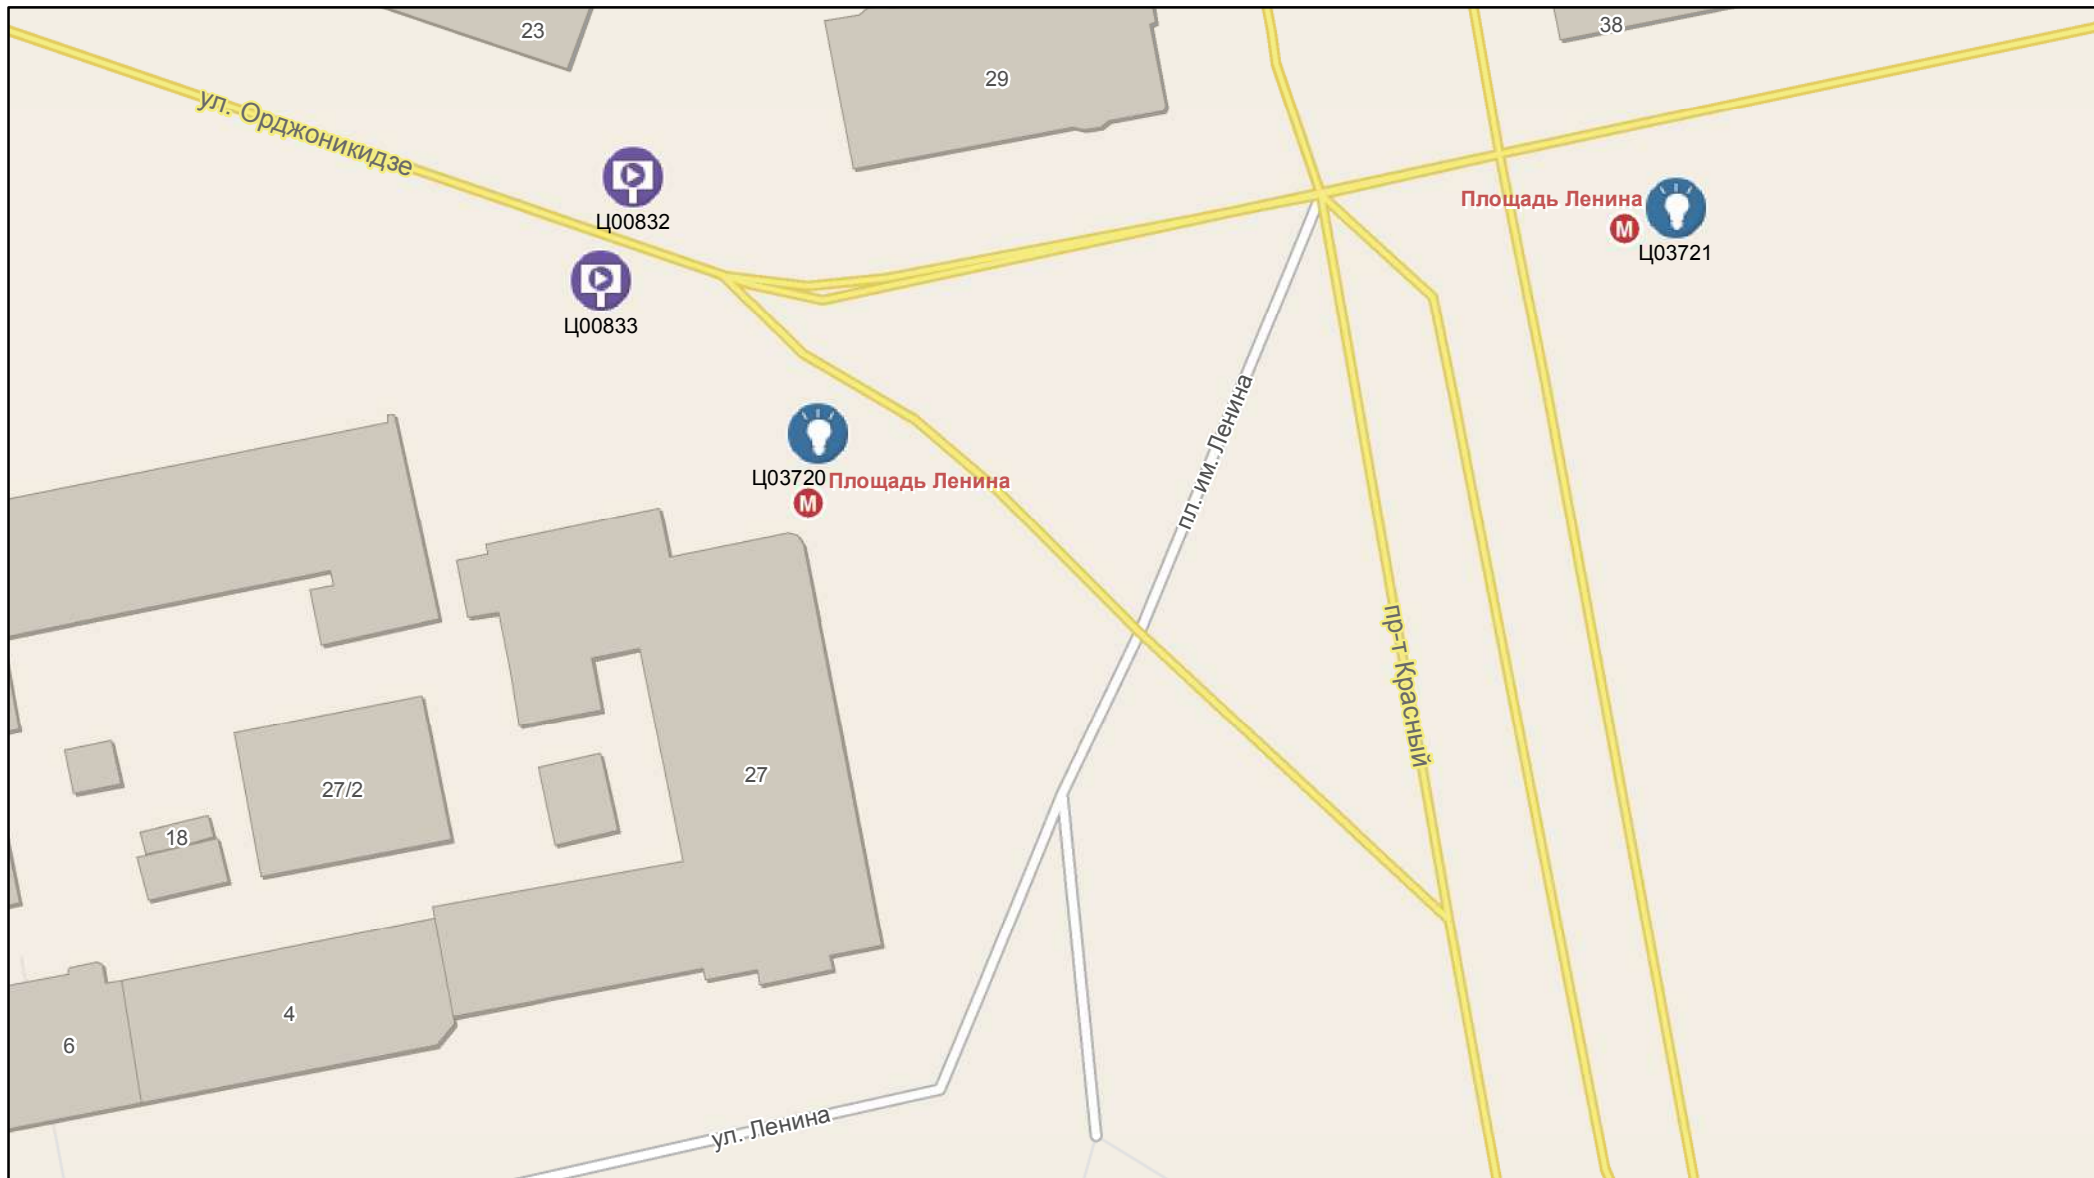 23
38
29
ул. Орджоникидзе
Ц00832
Площадь Ленина
М
Ц03721
Ц00833
пл. им. Ленина
Ц03720
Площадь Ленина
М
пр-т Красный
27
27/2
18
4
6
ул. Ленина